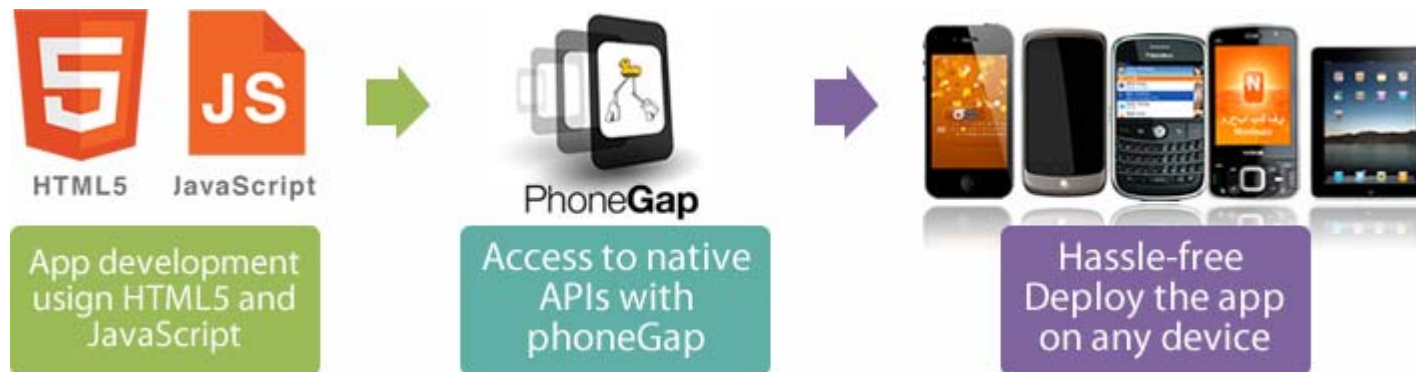 5
JS
HTML5
JavaScript
PhoneGap
App development
usign HTML5 and
JavaScript
Access to native
APIs with
phoneGap
Hassle-free
Deploy the app
on any device
N